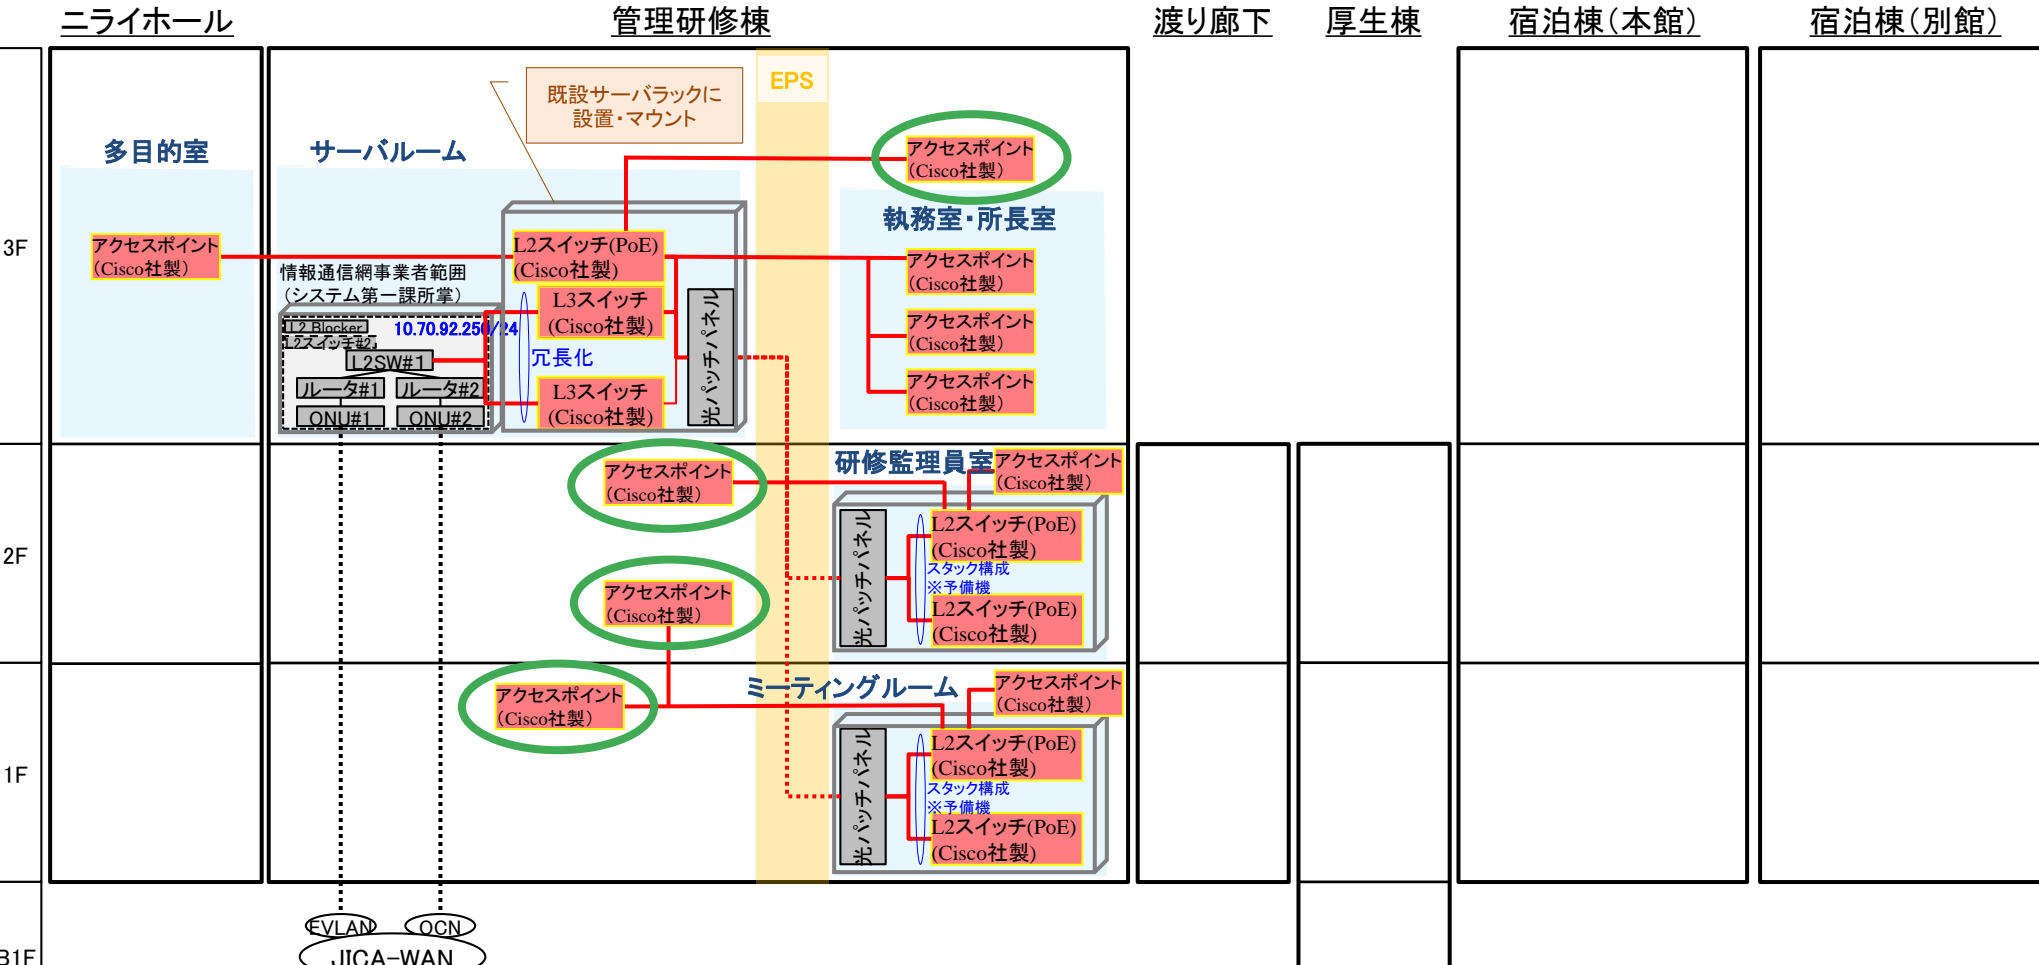 ニライホール
管理研修棟
渡り廊下
厚生棟
宿泊棟(本館)
宿泊棟(別館)
EPS
既設サーバラックに
設置・マウント
多目的室
サーバルーム
アクセスポイント
(Cisco社製)
執務室・所長室
3F
アクセスポイント
(Cisco社製)
L2スイッチ(PoE)
(Cisco社製)
アクセスポイント
(Cisco社製)
情報通信網事業者範囲
(システム第一課所掌)
L2 Blocker
10.70.92.250/24
L2スイッチ#2
L2SW#1
ルータ#1
ルータ#2
ONU#1
ONU#2
L3スイッチ
(Cisco社製)
冗長化
L3スイッチ
(Cisco社製)
光パッチパネル
アクセスポイント
(Cisco社製)
アクセスポイント
(Cisco社製)
2F
アクセスポイント
(Cisco社製)
研修監理員室
アクセスポイント
(Cisco社製)
光パッチパネル
L2スイッチ(PoE)
(Cisco社製)
スタック構成
※予備機
L2スイッチ(PoE)
(Cisco社製)
アクセスポイント
(Cisco社製)
1F
アクセスポイント
(Cisco社製)
ミーティングルーム
アクセスポイント
(Cisco社製)
光パッチパネル
L2スイッチ(PoE)
(Cisco社製)
スタック構成
※予備機
L2スイッチ(PoE)
(Cisco社製)
B1F
EVLAN
OCN
JICA-WAN